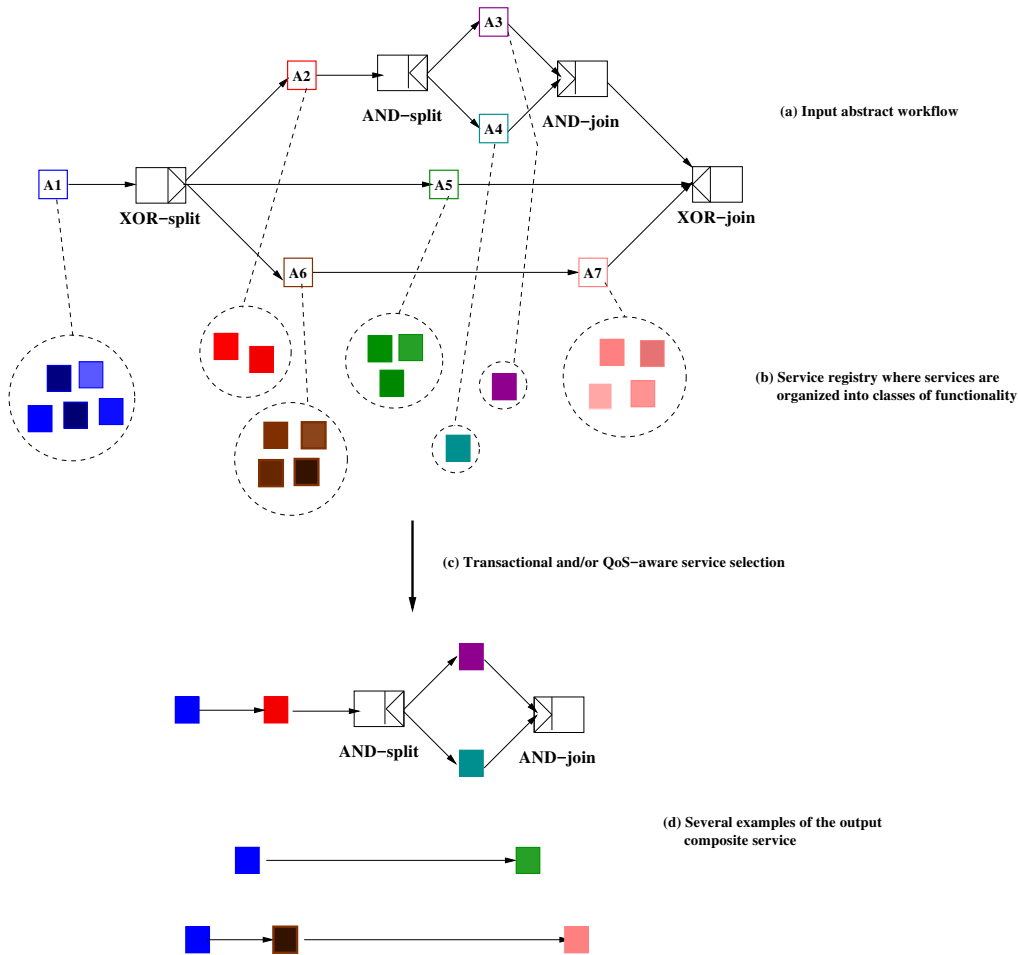 A3
A2
AND−split
A4
AND−join
(a) Input abstract workflow
A1
XOR−split
A5
XOR−join
A6
A7
(b) Service registry where services are
organized into classes of functionality
(c) Transactional and/or QoS−aware service selection
AND−split
AND−join
(d) Several examples of the output
composite service